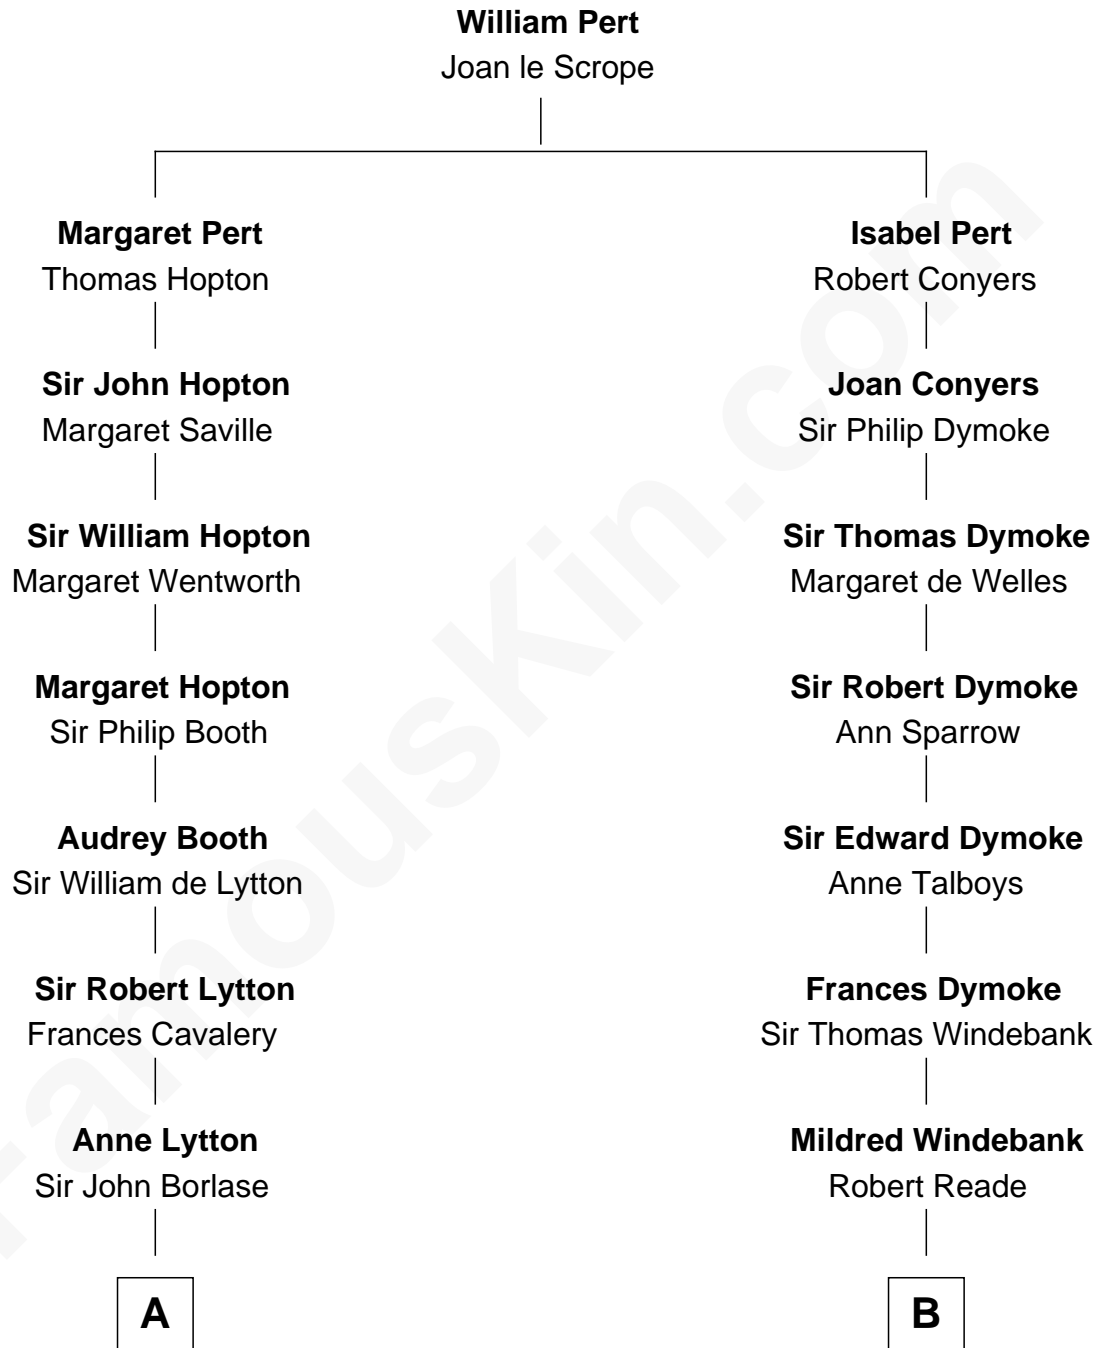 William Pert
Joan le Scrope
Margaret Pert
Thomas Hopton
Isabel Pert
Robert Conyers
Sir John Hopton
Margaret Saville
Joan Conyers
Sir Philip Dymoke
Sir William Hopton
Margaret Wentworth
Sir Thomas Dymoke
Margaret de Welles
Margaret Hopton
Sir Philip Booth
Sir Robert Dymoke
Ann Sparrow
Audrey Booth
Sir William de Lytton
Sir Edward Dymoke
Anne Talboys
Sir Robert Lytton
Frances Cavalery
Frances Dymoke
Sir Thomas Windebank
Anne Lytton
Sir John Borlase
Mildred Windebank
Robert Reade
A
B
FamousKin.com